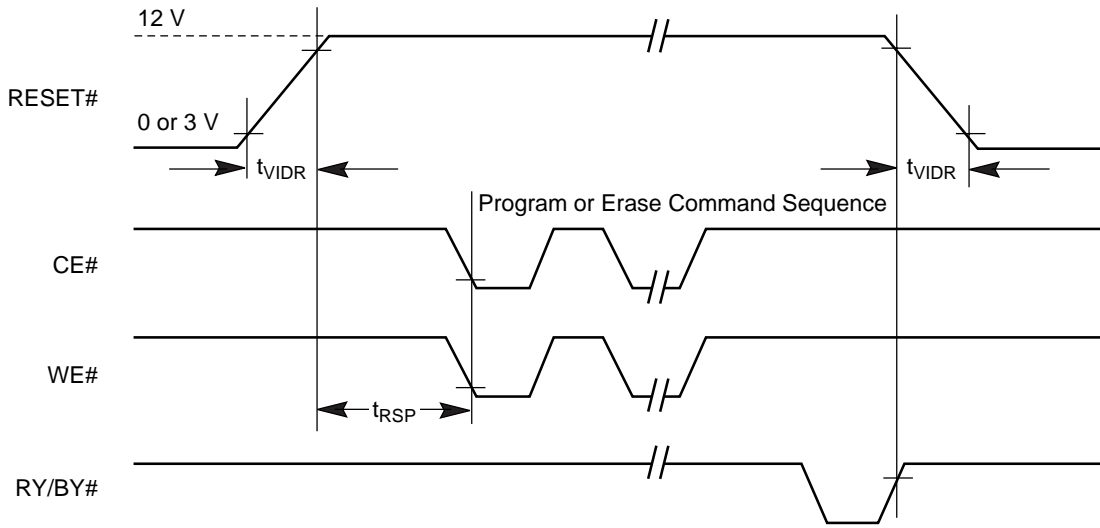 12 V
RESET#
0 or 3 V
tVIDR
tVIDR
Program or Erase Command Sequence
CE#
WE#
tRSP
RY/BY#